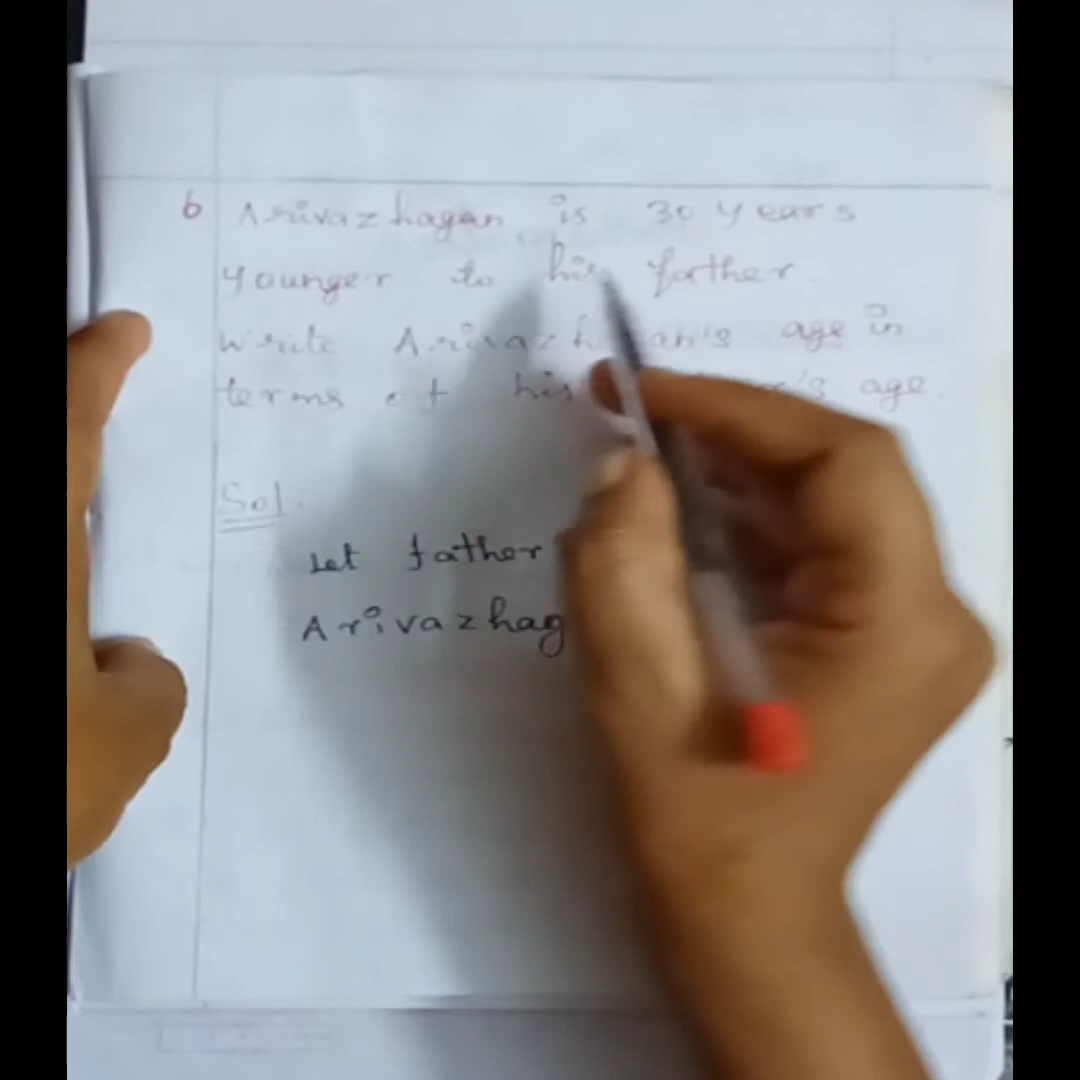 6 Arivazhagan is 30 years
younger to his father.
Write 's age in
terms of his age.
Sol.
Let father
Arivazhag